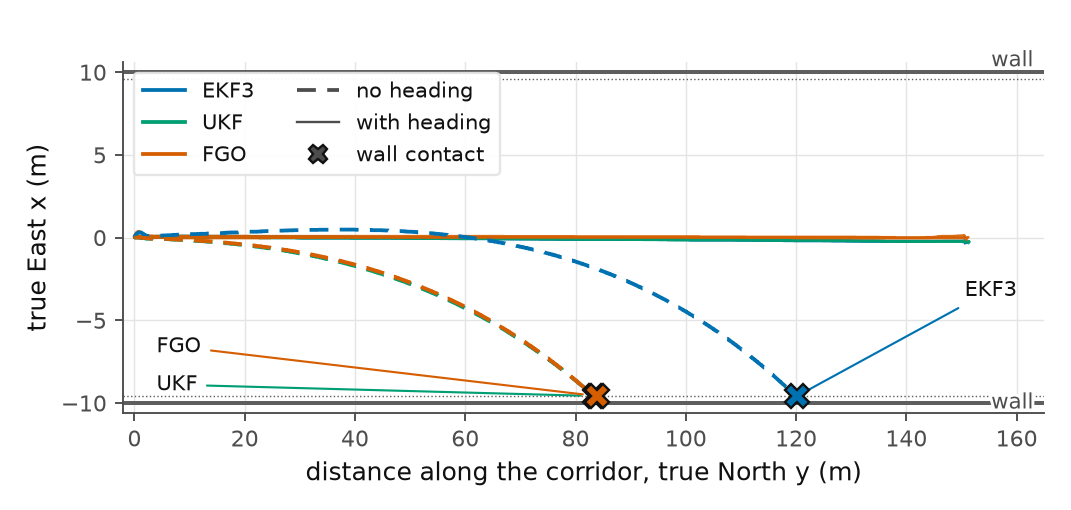 wall
10
5
0
−5
−10
true East x (m)
EKF3
UKF
FGO
no heading
with heading
wall contact
EKF3
FGO
UKF
wall
0 20 40 60 80 100 120 140 160
distance along the corridor, true North y (m)